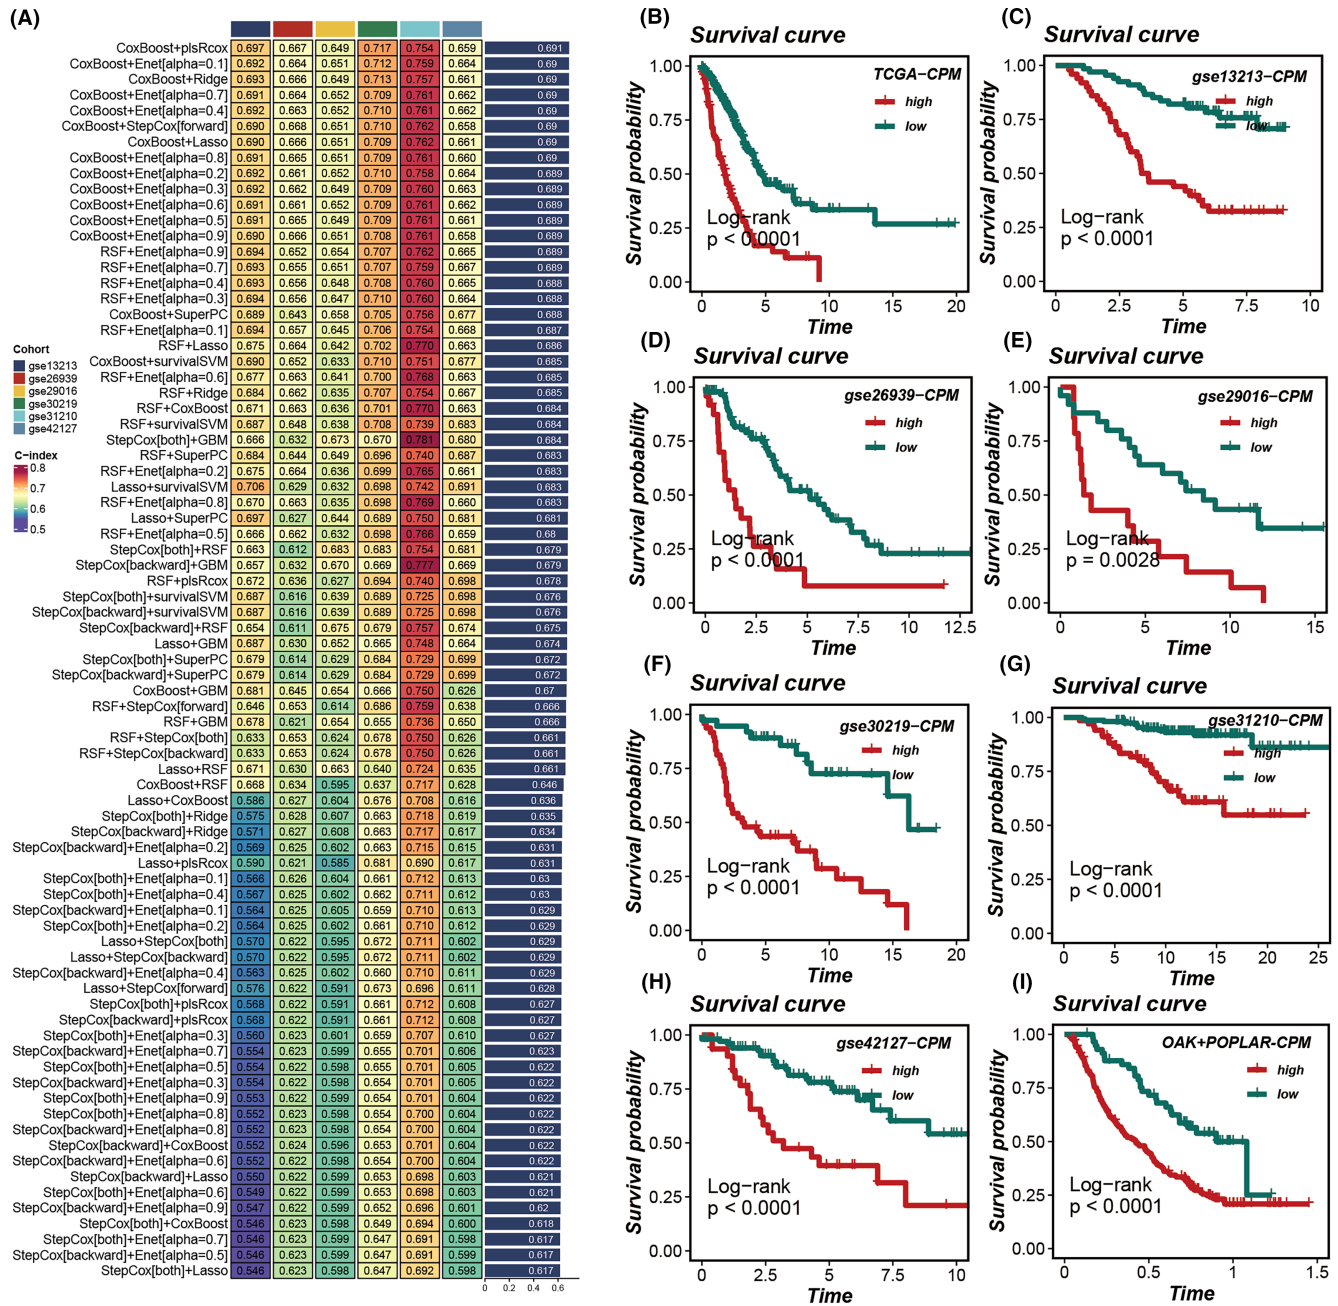 (A)
CoxBoost+plsRcox 0.697 0.667 0.649 0.717 0.754 0.659 0.691
CoxBoost+Enet[alpha=0.1] 0.692 0.664 0.651 0.712 0.759 0.664 0.69
CoxBoost+Ridge 0.693 0.666 0.649 0.713 0.757 0.661 0.69
CoxBoost+Enet[alpha=0.7] 0.691 0.664 0.652 0.709 0.761 0.662 0.69
CoxBoost+Enet[alpha=0.4] 0.692 0.663 0.652 0.710 0.761 0.662 0.69
CoxBoost+StepCox[forward] 0.690 0.668 0.651 0.710 0.762 0.658 0.69
CoxBoost+Lasso 0.690 0.666 0.651 0.709 0.762 0.661 0.69
CoxBoost+Enet[alpha=0.8] 0.691 0.665 0.651 0.709 0.761 0.660 0.69
CoxBoost+Enet[alpha=0.2] 0.692 0.661 0.652 0.710 0.758 0.664 0.689
CoxBoost+Enet[alpha=0.3] 0.692 0.662 0.649 0.709 0.760 0.663 0.689
CoxBoost+Enet[alpha=0.6] 0.691 0.661 0.652 0.709 0.761 0.662 0.689
CoxBoost+Enet[alpha=0.5] 0.691 0.665 0.649 0.709 0.761 0.661 0.689
CoxBoost+Enet[alpha=0.9] 0.690 0.666 0.651 0.708 0.761 0.658 0.689
RSF+Enet[alpha=0.9] 0.694 0.652 0.654 0.707 0.762 0.665 0.689
RSF+Enet[alpha=0.7] 0.693 0.655 0.651 0.707 0.759 0.667 0.689
RSF+Enet[alpha=0.4] 0.693 0.656 0.648 0.708 0.760 0.665 0.688
RSF+Enet[alpha=0.3] 0.694 0.656 0.647 0.710 0.760 0.664 0.688
CoxBoost+SuperPC 0.689 0.643 0.658 0.705 0.756 0.677 0.688
RSF+Enet[alpha=0.1] 0.694 0.657 0.645 0.706 0.754 0.668 0.687
RSF+Lasso 0.675 0.664 0.642 0.702 0.770 0.663 0.686
CoxBoost+survivalSVM 0.690 0.652 0.633 0.710 0.751 0.677 0.685
RSF+Enet[alpha=0.6] 0.677 0.663 0.641 0.700 0.768 0.663 0.685
RSF+Ridge 0.684 0.662 0.635 0.707 0.754 0.667 0.685
RSF+CoxBoost 0.671 0.663 0.636 0.701 0.770 0.663 0.684
RSF+survivalSVM 0.687 0.648 0.638 0.708 0.739 0.683 0.684
StepCox[both]+GBM 0.666 0.632 0.673 0.670 0.781 0.680 0.684
RSF+SuperPC 0.684 0.644 0.649 0.696 0.740 0.687 0.683
RSF+Enet[alpha=0.2] 0.675 0.664 0.636 0.699 0.765 0.661 0.683
Lasso+survivalSVM 0.706 0.629 0.632 0.698 0.742 0.691 0.683
RSF+Enet[alpha=0.8] 0.670 0.663 0.635 0.698 0.769 0.660 0.683
Lasso+SuperPC 0.697 0.627 0.644 0.689 0.750 0.681 0.681
RSF+Enet[alpha=0.5] 0.666 0.662 0.632 0.698 0.766 0.659 0.68
StepCox[both]+RSF 0.663 0.612 0.683 0.683 0.754 0.681 0.679
StepCox[backward]+GBM 0.657 0.632 0.670 0.669 0.777 0.669 0.679
RSF+plsRcox 0.672 0.636 0.627 0.694 0.740 0.698 0.678
StepCox[both]+survivalSVM 0.687 0.616 0.639 0.689 0.725 0.698 0.676
StepCox[backward]+survivalSVM 0.687 0.616 0.639 0.689 0.725 0.698 0.676
StepCox[backward]+RSF 0.654 0.611 0.675 0.679 0.757 0.674 0.675
Lasso+GBM 0.687 0.630 0.652 0.665 0.748 0.664 0.674
StepCox[both]+SuperPC 0.679 0.614 0.629 0.684 0.729 0.699 0.672
StepCox[backward]+SuperPC 0.679 0.614 0.629 0.684 0.729 0.699 0.672
CoxBoost+GBM 0.681 0.645 0.654 0.666 0.750 0.626 0.67
RSF+StepCox[forward] 0.646 0.653 0.614 0.686 0.759 0.638 0.666
RSF+GBM 0.678 0.621 0.654 0.655 0.736 0.650 0.666
RSF+StepCox[both] 0.633 0.653 0.624 0.678 0.750 0.626 0.661
RSF+StepCox[backward] 0.633 0.653 0.624 0.678 0.750 0.626 0.661
Lasso+RSF 0.671 0.630 0.663 0.640 0.724 0.635 0.661
CoxBoost+RSF 0.668 0.634 0.595 0.637 0.717 0.628 0.646
Lasso+CoxBoost 0.586 0.627 0.604 0.676 0.708 0.616 0.636
StepCox[both]+Ridge 0.575 0.628 0.607 0.663 0.718 0.619 0.635
StepCox[backward]+Ridge 0.571 0.627 0.608 0.663 0.717 0.617 0.634
StepCox[backward]+Enet[alpha=0.2] 0.569 0.625 0.602 0.663 0.715 0.615 0.631
Lasso+plsRcox 0.590 0.621 0.585 0.681 0.690 0.617 0.631
StepCox[both]+Enet[alpha=0.1] 0.566 0.626 0.604 0.661 0.712 0.613 0.63
StepCox[both]+Enet[alpha=0.4] 0.567 0.625 0.602 0.662 0.711 0.612 0.63
StepCox[backward]+Enet[alpha=0.1] 0.564 0.625 0.605 0.659 0.710 0.613 0.629
StepCox[both]+Enet[alpha=0.2] 0.564 0.625 0.602 0.661 0.710 0.612 0.629
Lasso+StepCox[both] 0.570 0.622 0.595 0.672 0.711 0.602 0.629
Lasso+StepCox[backward] 0.570 0.622 0.595 0.672 0.711 0.602 0.629
StepCox[backward]+Enet[alpha=0.4] 0.563 0.625 0.602 0.660 0.710 0.611 0.629
Lasso+StepCox[forward] 0.576 0.622 0.591 0.673 0.696 0.611 0.628
StepCox[both]+plsRcox 0.568 0.622 0.591 0.661 0.712 0.608 0.627
StepCox[backward]+plsRcox 0.568 0.622 0.591 0.661 0.712 0.608 0.627
StepCox[both]+Enet[alpha=0.3] 0.560 0.623 0.601 0.659 0.707 0.610 0.627
StepCox[backward]+Enet[alpha=0.7] 0.554 0.623 0.599 0.655 0.701 0.606 0.623
StepCox[both]+Enet[alpha=0.5] 0.554 0.622 0.598 0.655 0.701 0.605 0.622
StepCox[backward]+Enet[alpha=0.3] 0.554 0.622 0.598 0.654 0.701 0.605 0.622
StepCox[both]+Enet[alpha=0.9] 0.553 0.622 0.599 0.654 0.701 0.604 0.622
StepCox[both]+Enet[alpha=0.8] 0.552 0.623 0.598 0.654 0.700 0.604 0.622
StepCox[backward]+Enet[alpha=0.8] 0.552 0.623 0.598 0.654 0.700 0.604 0.622
StepCox[backward]+CoxBoost 0.552 0.624 0.596 0.653 0.701 0.604 0.622
StepCox[both]+Enet[alpha=0.6] 0.552 0.622 0.598 0.654 0.700 0.604 0.622
StepCox[backward]+Lasso 0.550 0.622 0.599 0.653 0.698 0.603 0.621
StepCox[both]+Enet[alpha=0.6] 0.549 0.622 0.599 0.653 0.698 0.603 0.621
StepCox[backward]+Enet[alpha=0.9] 0.547 0.622 0.599 0.652 0.696 0.601 0.62
StepCox[both]+CoxBoost 0.546 0.623 0.598 0.649 0.694 0.600 0.618
StepCox[both]+Enet[alpha=0.7] 0.546 0.623 0.599 0.647 0.691 0.598 0.617
StepCox[backward]+Enet[alpha=0.5] 0.546 0.623 0.599 0.647 0.691 0.599 0.617
StepCox[both]+Lasso 0.546 0.623 0.598 0.647 0.692 0.598 0.617
0 0.2 0.4 0.6
Cohort
gse13213
gse26939
gse29016
gse30219
gse31210
gse42127
C-index
0.8
0.7
0.6
0.5
(B)
Survival curve
TCGA-CPM
high
low
Log-rank
p < 0.0001
Survival probability
1.00
0.75
0.50
0.25
0.00
0 5 10 15 20
Time
(C)
Survival curve
gse13213-CPM
high
low
Log-rank
p < 0.0001
Survival probability
1.00
0.75
0.50
0.25
0.00
0 2.5 5 7.5 10
Time
(D)
Survival curve
gse26939-CPM
high
low
Log-rank
p < 0.0001
Survival probability
1.00
0.75
0.50
0.25
0.00
0 2.5 5 7.5 10 12.5
Time
(E)
Survival curve
gse29016-CPM
high
low
Log-rank
p = 0.0028
Survival probability
1.00
0.75
0.50
0.25
0.00
0 5 10 15
Time
(F)
Survival curve
gse30219-CPM
high
low
Log-rank
p < 0.0001
Survival probability
1.00
0.75
0.50
0.25
0.00
0 5 10 15 20
Time
(G)
Survival curve
gse31210-CPM
high
low
Log-rank
p < 0.0001
Survival probability
1.00
0.75
0.50
0.25
0.00
0 5 10 15 20 25
Time
(H)
Survival curve
gse42127-CPM
high
low
Log-rank
p < 0.0001
Survival probability
1.00
0.75
0.50
0.25
0.00
0 2.5 5 7.5 10
Time
(I)
Survival curve
OAK+POPLAR-CPM
high
low
Log-rank
p < 0.0001
Survival probability
1.00
0.75
0.50
0.25
0.00
0 0.5 1 1.5
Time